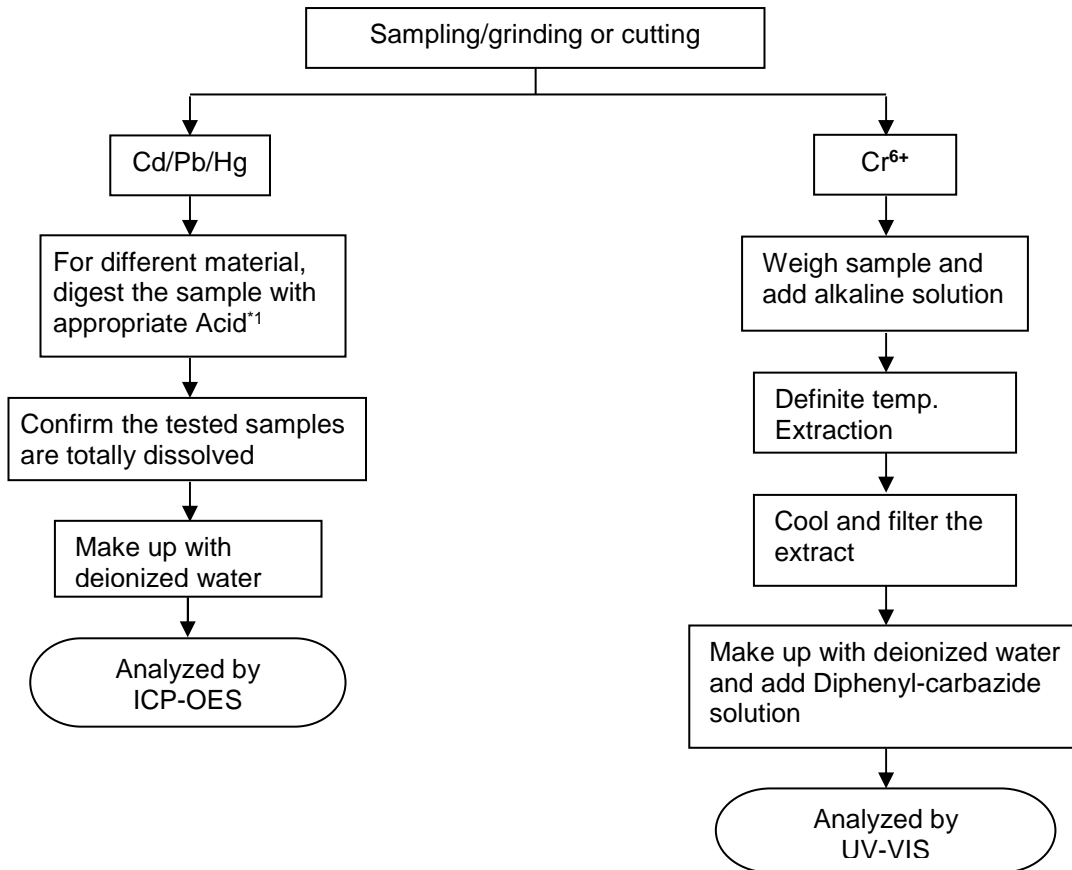 Sampling/grinding or cutting
Cd/Pb/Hg
For different material,
digest the sample with
appropriate Acid*1
Confirm the tested samples
are totally dissolved
Make up with
deionized water
Analyzed by
ICP-OES
Cr6+
Weigh sample and
add alkaline solution
Definite temp.
Extraction
Cool and filter the
extract
Make up with deionized water
and add Diphenyl-carbazide
solution
Analyzed by
UV-VIS